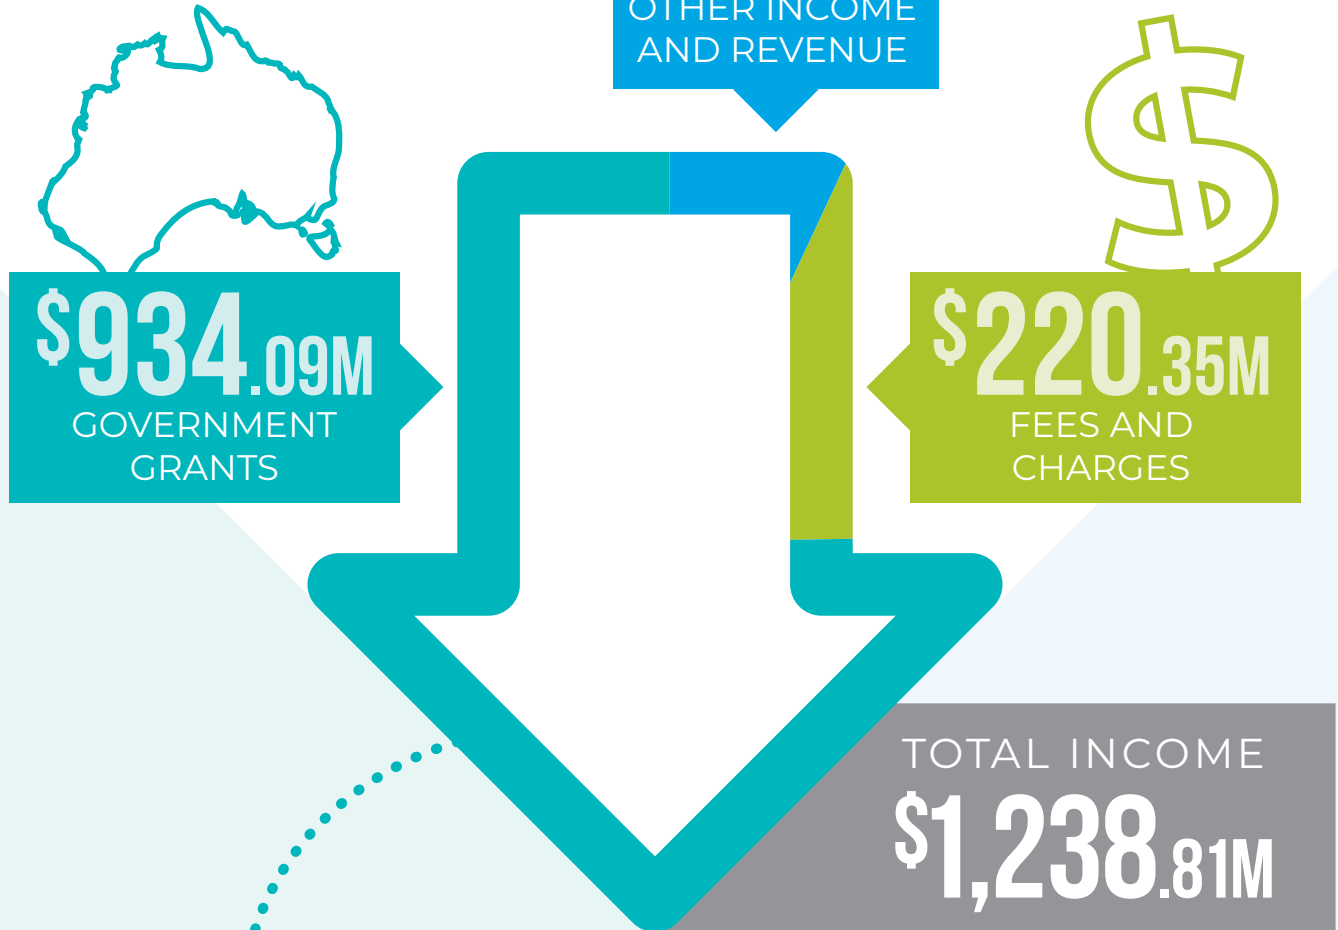 OTHER INCOME
AND REVENUE
$934.09M
GOVERNMENT
GRANTS
$220.35M
FEES AND
CHARGES
TOTAL INCOME
$1,238.81M